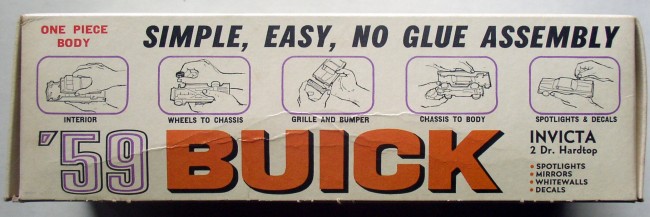 ONE PIECE
BODY
SIMPLE, EASY, NO GLUE ASSEMBLY
INTERIOR
WHEELS TO CHASSIS
GRILLE AND BUMPER
CHASSIS TO BODY
SPOTLIGHTS & DECALS
'59 BUICK
INVICTA
2 Dr. Hardtop
• SPOTLIGHTS
• MIRRORS
• WHITEWALLS
• DECALS